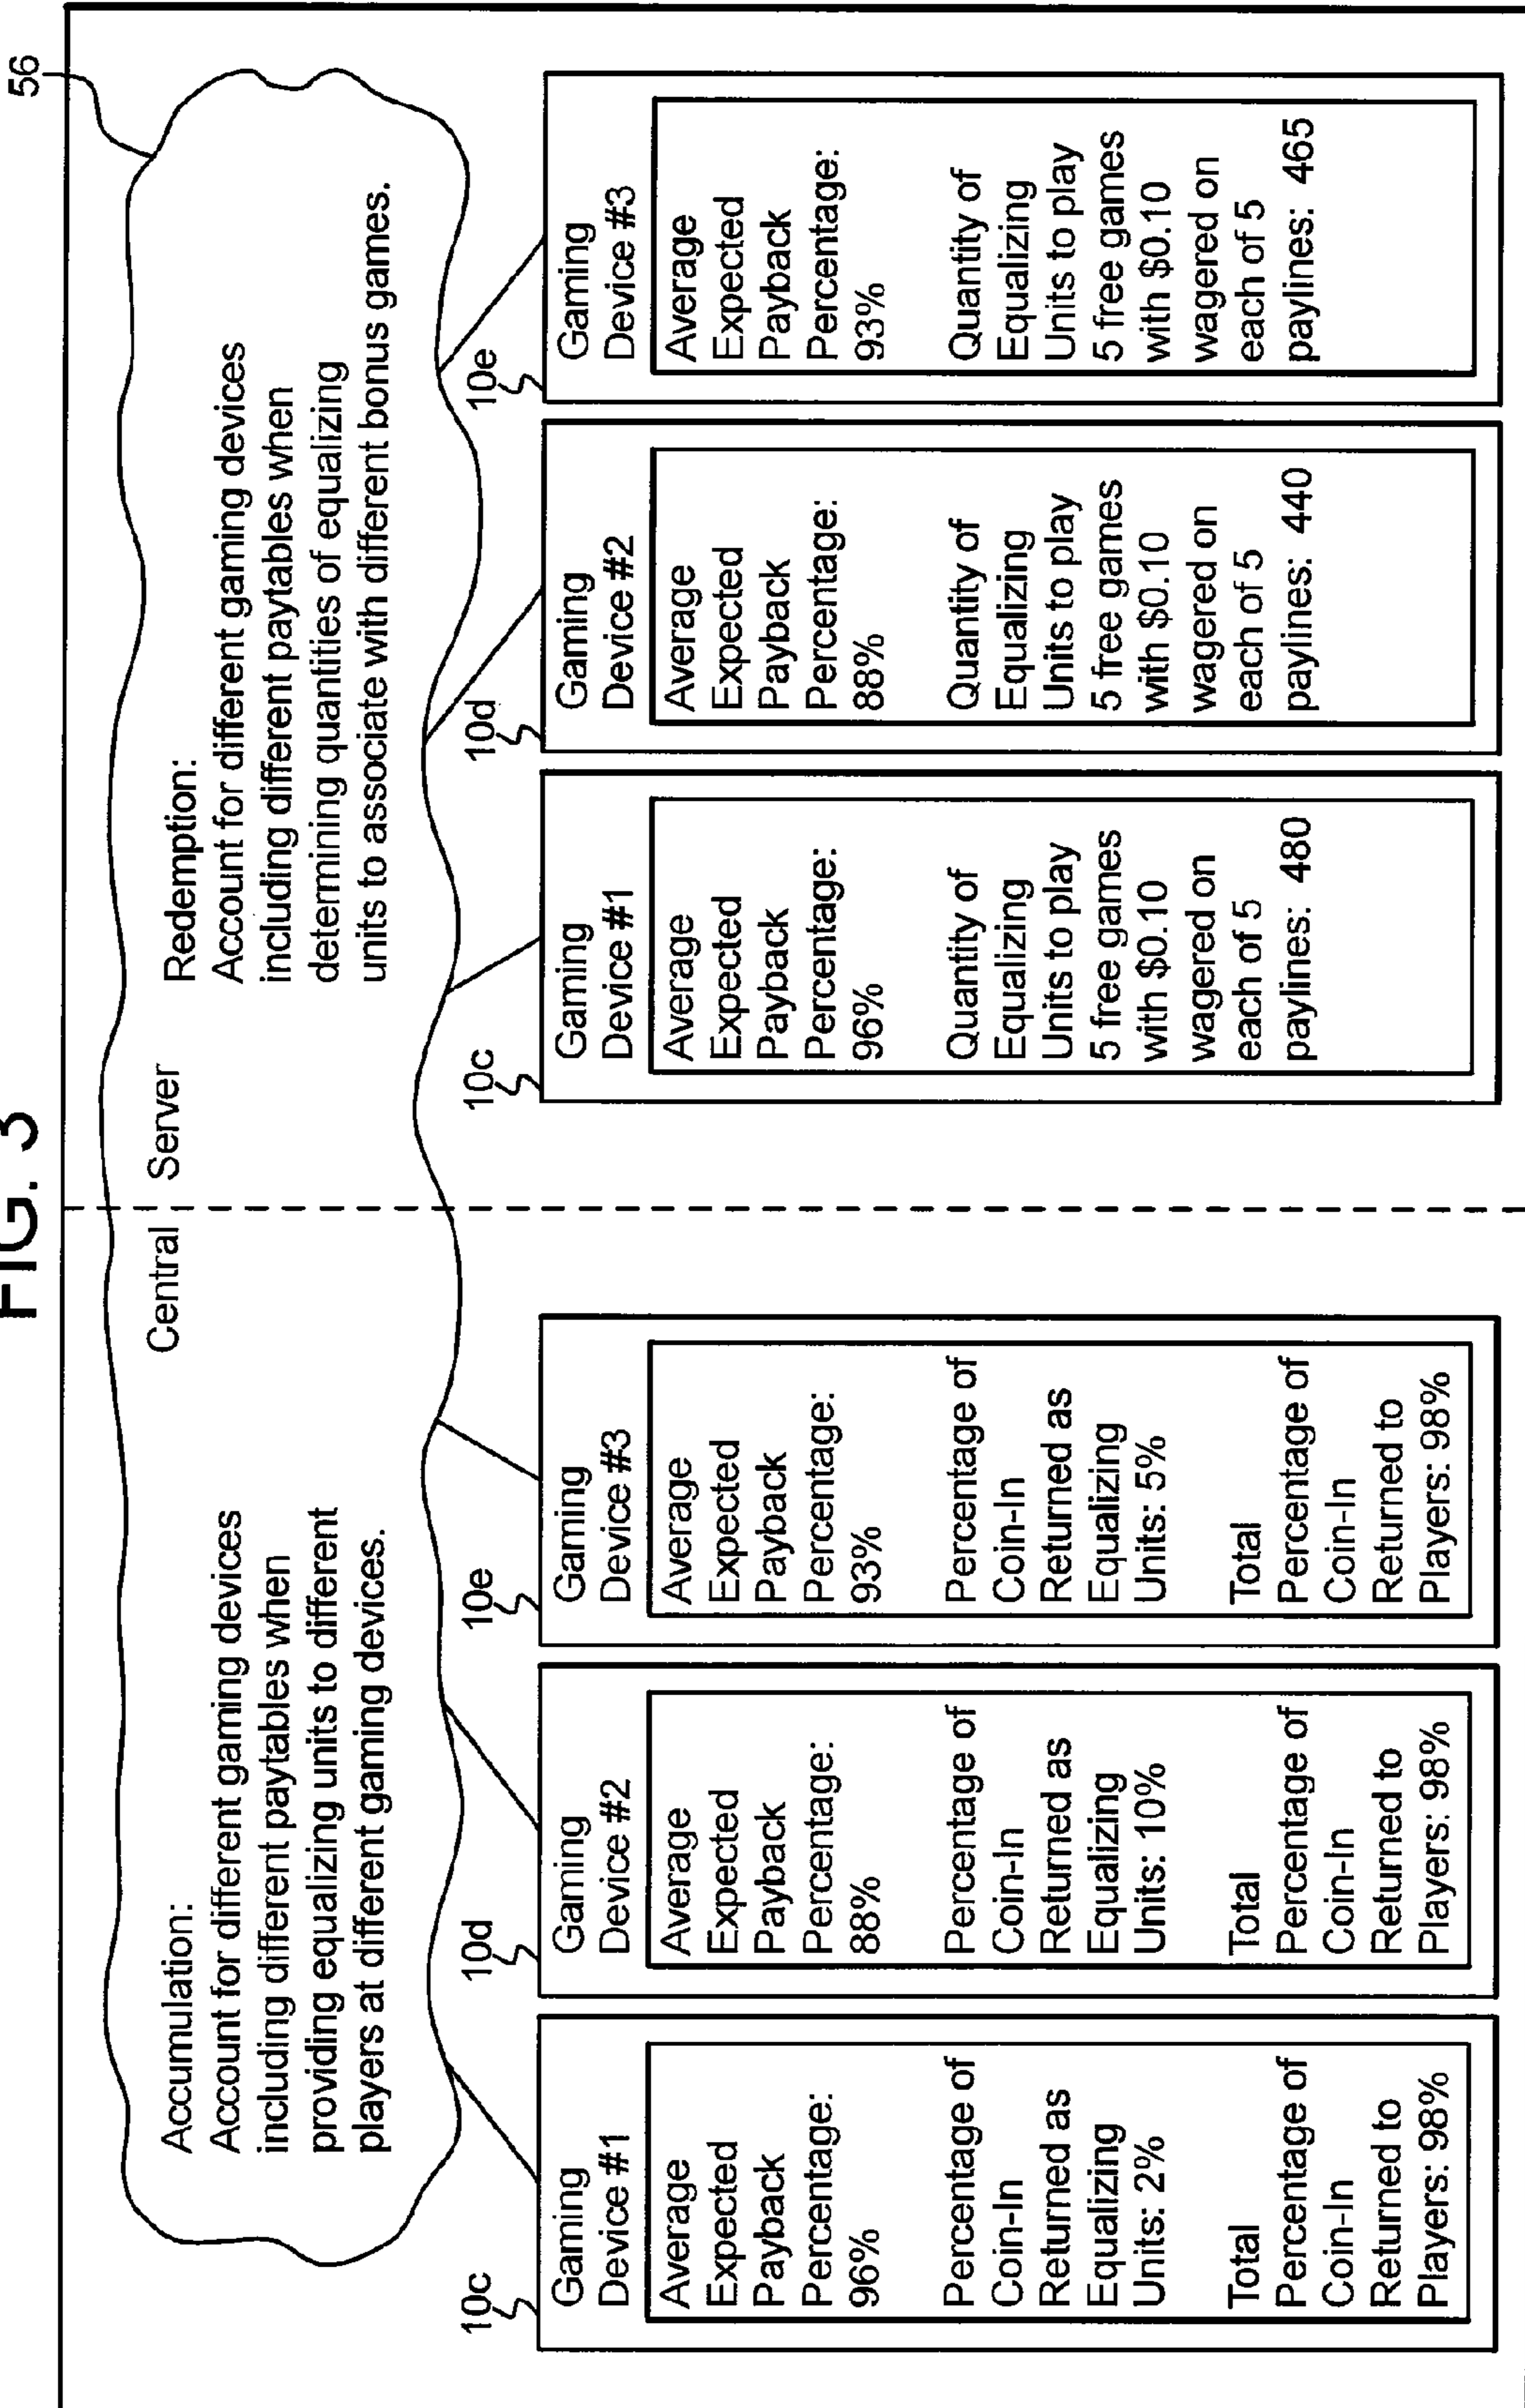 FIG. 3
56
Central Server
Accumulation:
Account for different gaming devices
including different paytables when
providing equalizing units to different
players at different gaming devices.
Redemption:
Account for different gaming devices
including different paytables when
determining quantities of equalizing
units to associate with different bonus games.
10c
Gaming
Device #1
Average
Expected
Payback
Percentage:
96%
Percentage of
Coin-In
Returned as
Equalizing
Units: 2%
Total
Percentage of
Coin-In
Returned to
Players: 98%
10d
Gaming
Device #2
Average
Expected
Payback
Percentage:
88%
Percentage of
Coin-In
Returned as
Equalizing
Units: 10%
Total
Percentage of
Coin-In
Returned to
Players: 98%
10e
Gaming
Device #3
Average
Expected
Payback
Percentage:
93%
Percentage of
Coin-In
Returned as
Equalizing
Units: 5%
Total
Percentage of
Coin-In
Returned to
Players: 98%
10c
Gaming
Device #1
Average
Expected
Payback
Percentage:
96%
Quantity of
Equalizing
Units to play
5 free games
with $0.10
wagered on
each of 5
paylines: 480
10d
Gaming
Device #2
Average
Expected
Payback
Percentage:
88%
Quantity of
Equalizing
Units to play
5 free games
with $0.10
wagered on
each of 5
paylines: 440
10e
Gaming
Device #3
Average
Expected
Payback
Percentage:
93%
Quantity of
Equalizing
Units to play
5 free games
with $0.10
wagered on
each of 5
paylines: 465